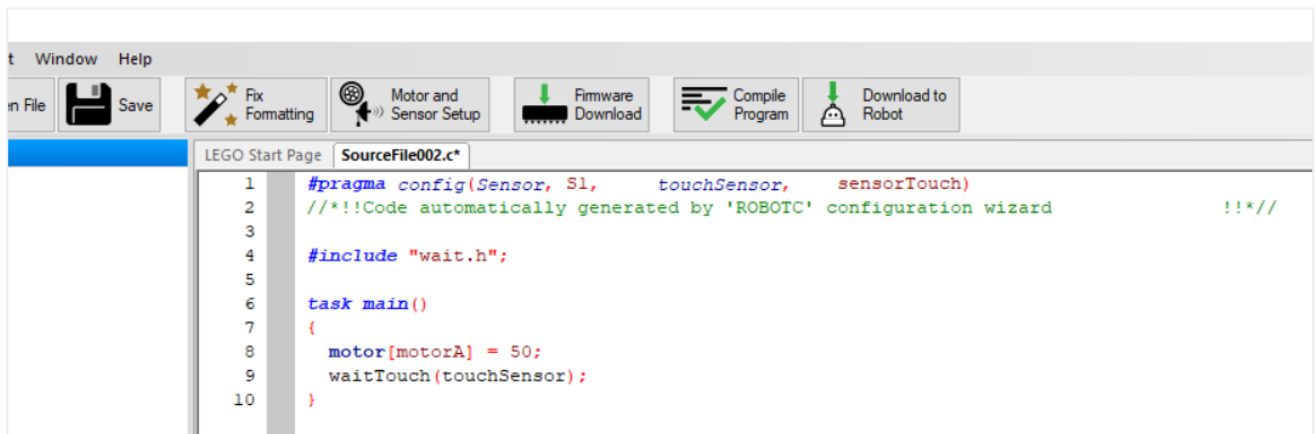 t Window Help
en File Save Fix Formatting Motor and Sensor Setup Firmware Download Compile Program Download to Robot
LEGO Start Page SourceFile002.c*
1 #pragma config(Sensor, S1, touchSensor, sensorTouch)
2 //*!!Code automatically generated by 'ROBOTC' configuration wizard !!*//
3
4 #include "wait.h";
5
6 task main()
7 {
8 motor[motorA] = 50;
9 waitTouch(touchSensor);
10 }